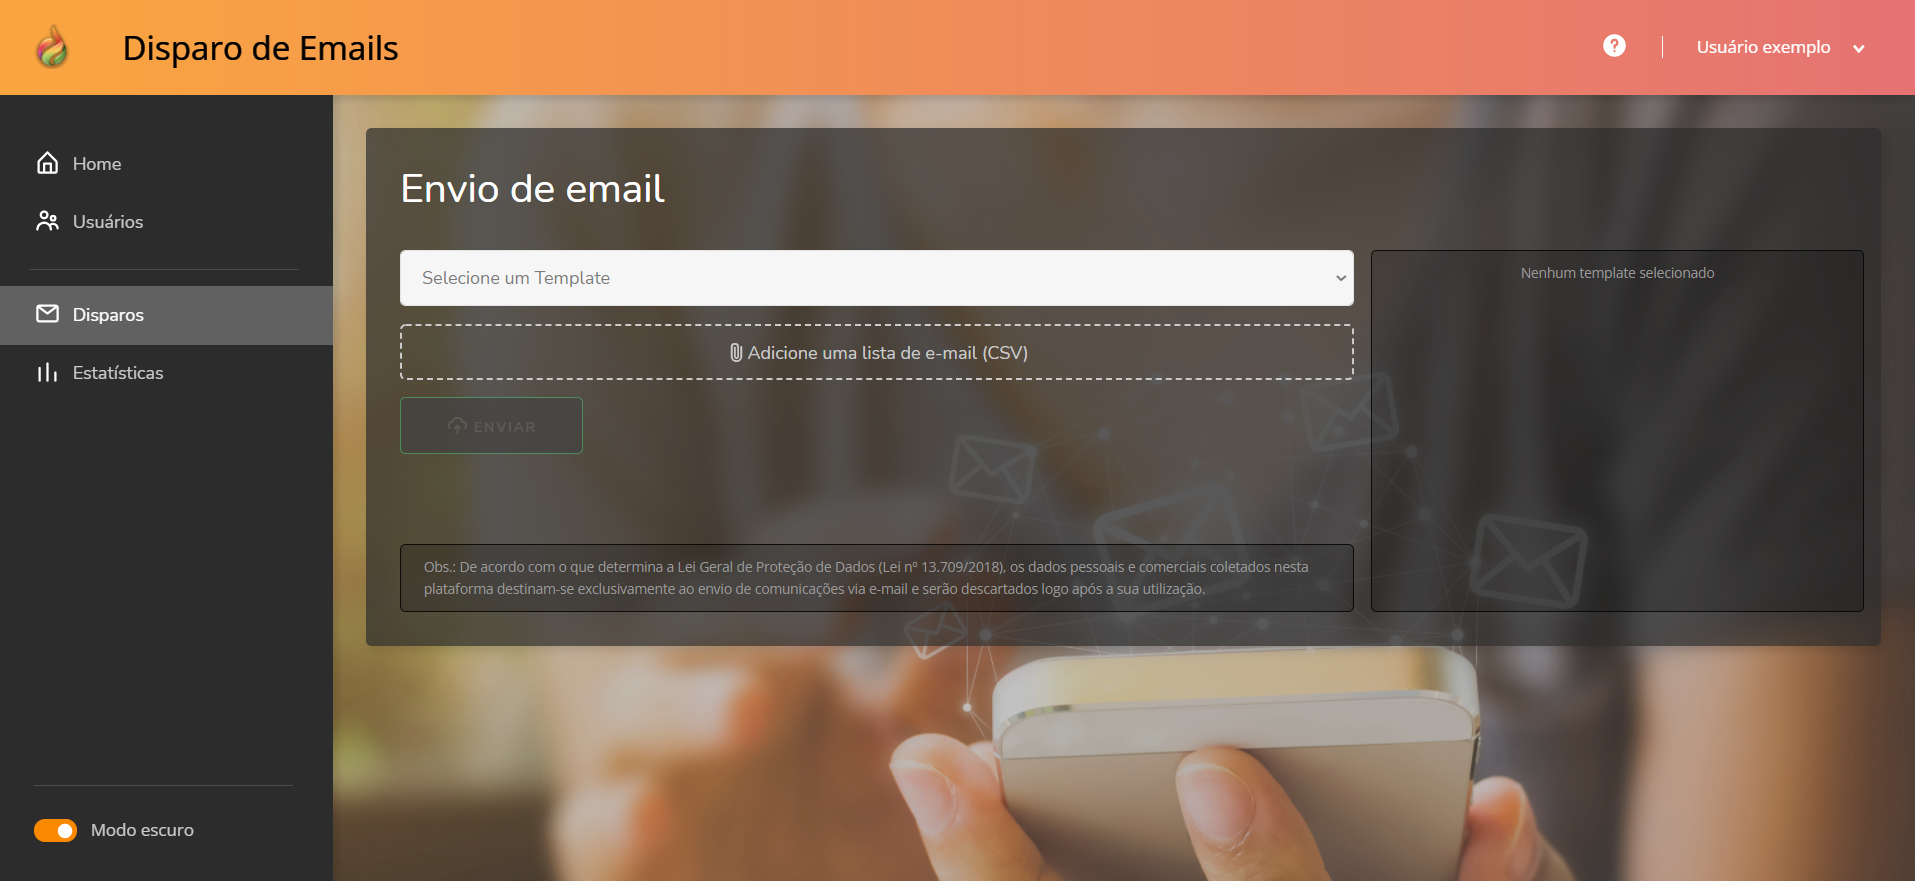 Disparo de Emails
?
Usuário exemplo
Home
Usuários
Disparos
Estatísticas
Modo escuro
Envio de email
Selecione um Template
Adicione uma lista de e-mail (CSV)
ENVIAR
Obs.: De acordo com o que determina a Lei Geral de Proteção de Dados (Lei nº 13.709/2018), os dados pessoais e comerciais coletados nesta
plataforma destinam-se exclusivamente ao envio de comunicações via e-mail e serão descartados logo após a sua utilização.
Nenhum template selecionado